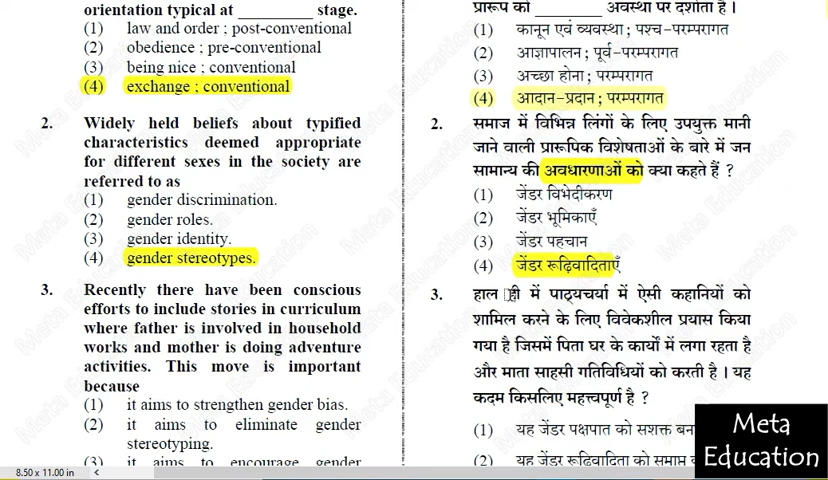 orientation typical at __________ stage.
(1) law and order ; post-conventional
(2) obedience ; pre-conventional
(3) being nice ; conventional
(4) exchange ; conventional
2. Widely held beliefs about typified
characteristics deemed appropriate
for different sexes in the society are
referred to as
(1) gender discrimination.
(2) gender roles.
(3) gender identity.
(4) gender stereotypes.
3. Recently there have been conscious
efforts to include stories in curriculum
where father is involved in household
works and mother is doing adventure
activities. This move is important
because
(1) it aims to strengthen gender bias.
(2) it aims to eliminate gender
stereotyping.
(3) it aims to encourage gender
प्रारूप को __________ अवस्था पर दर्शाता है ।
(1) कानून एवं व्यवस्था ; पश्च-परम्परागत
(2) आज्ञापालन ; पूर्व-परम्परागत
(3) अच्छा होना ; परम्परागत
(4) आदान-प्रदान ; परम्परागत
2. समाज में विभिन्न लिंगों के लिए उपयुक्त मानी
जाने वाली प्रारूपिक विशेषताओं के बारे में जन
सामान्य की अवधारणाओं को क्या कहते हैं ?
(1) जेंडर विभेदीकरण
(2) जेंडर भूमिकाएँ
(3) जेंडर पहचान
(4) जेंडर रूढ़िवादिताएँ
3. हाल ही में पाठ्यचर्या में ऐसी कहानियों को
शामिल करने के लिए विवेकशील प्रयास किया
गया है जिसमें पिता घर के कार्यों में लगा रहता है
और माता साहसी गतिविधियों को करती है । यह
कदम किसलिए महत्त्वपूर्ण है ?
(1) यह जेंडर पक्षपात को सशक्त
(2) यह जेंडर रूढ़िवादिता को समाप्त
Meta
Education
8.50 x 11.00 in